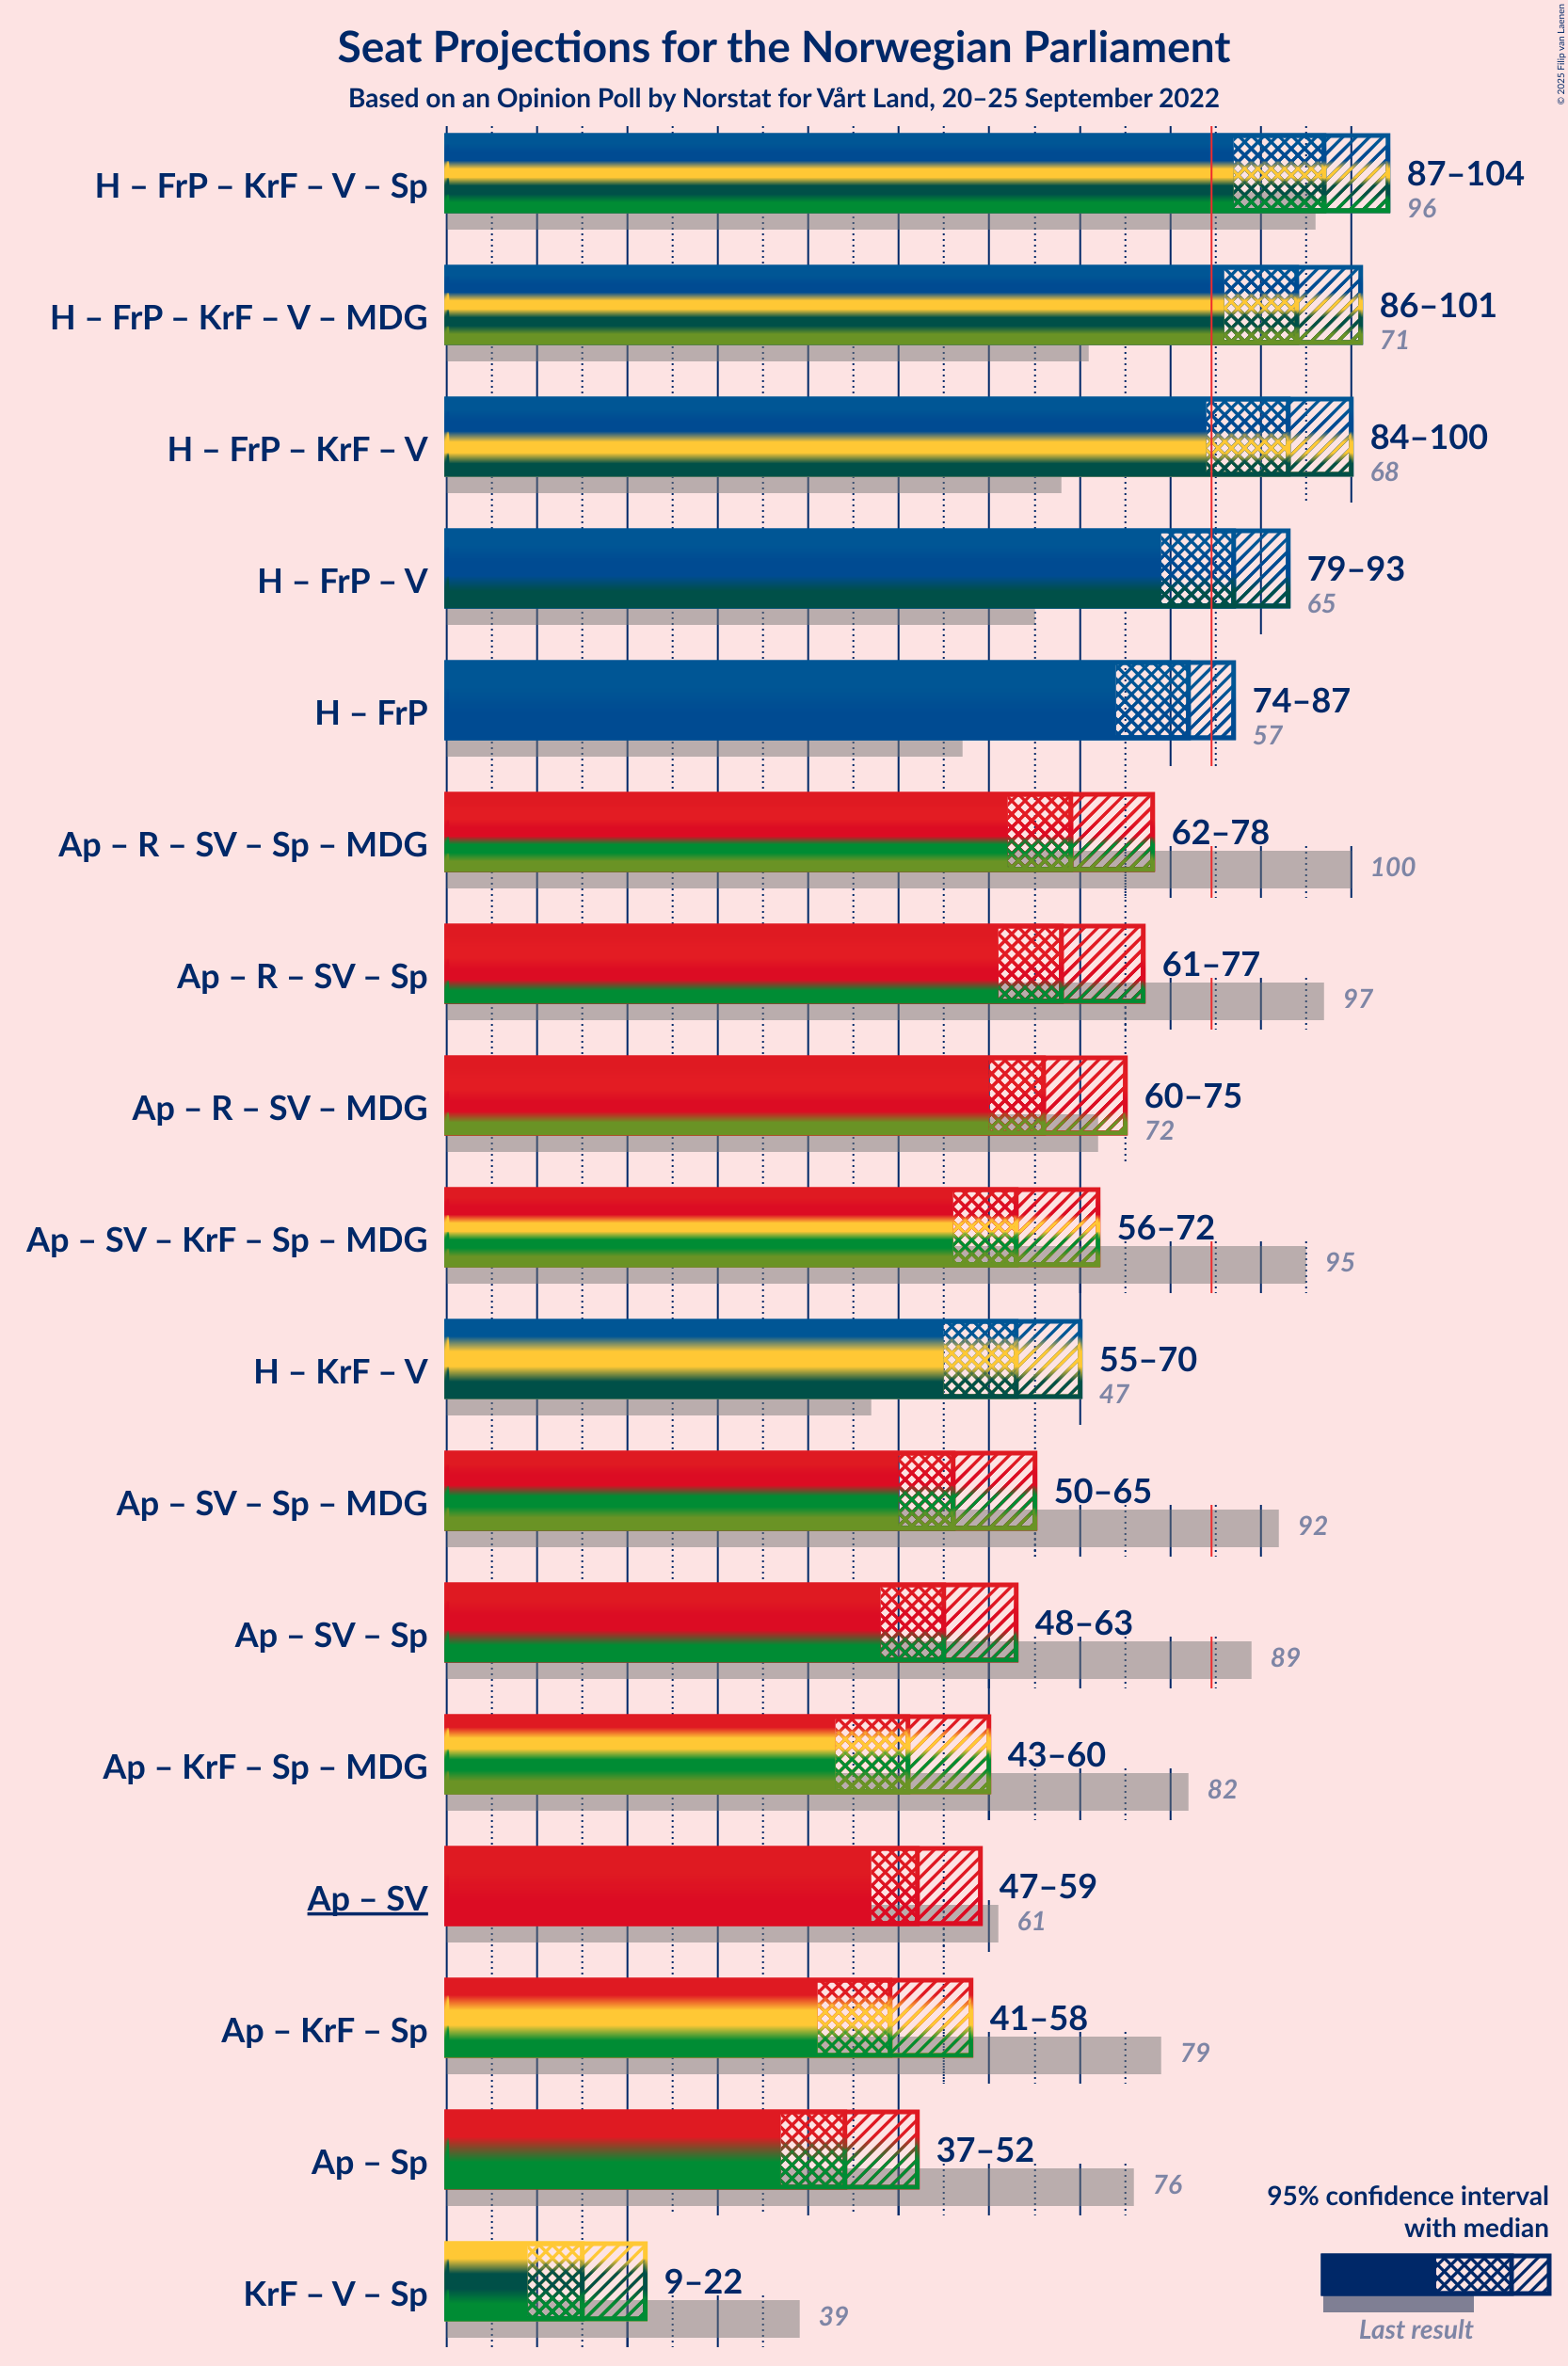 Seat Projections for the Norwegian Parliament
Based on an Opinion Poll by Norstat for Vårt Land, 20–25 September 2022
© 2025 Filip van Laenen
H – FrP – KrF – V – Sp
87–104
96
H – FrP – KrF – V – MDG
86–101
71
H – FrP – KrF – V
84–100
68
H – FrP – V
79–93
65
H – FrP
74–87
57
Ap – R – SV – Sp – MDG
62–78
100
Ap – R – SV – Sp
61–77
97
Ap – R – SV – MDG
60–75
72
Ap – SV – KrF – Sp – MDG
56–72
95
H – KrF – V
55–70
47
Ap – SV – Sp – MDG
50–65
92
Ap – SV – Sp
48–63
89
Ap – KrF – Sp – MDG
43–60
82
Ap – SV
47–59
61
Ap – KrF – Sp
41–58
79
Ap – Sp
37–52
76
KrF – V – Sp
9–22
39
95% confidence interval
with median
Last result